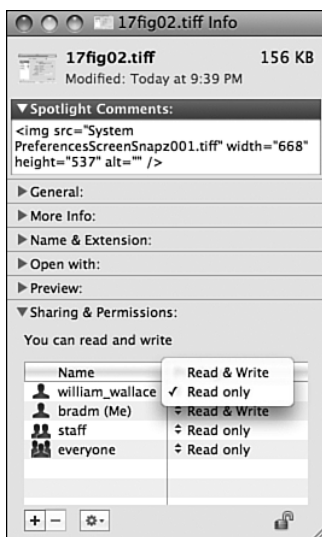 17fig02.tiff Info
17fig02.tiff 156 KB
Modified: Today at 9:39 PM
Spotlight Comments:
<img src="System
PreferencesScreenSnapz001.tiff" width="668"
height="537" alt="" />
General:
More Info:
Name & Extension:
Open with:
Preview:
Sharing & Permissions:
You can read and write
Name Read & Write
william_wallace ✓ Read only
bradm (Me) Read & Write
staff Read only
everyone Read only